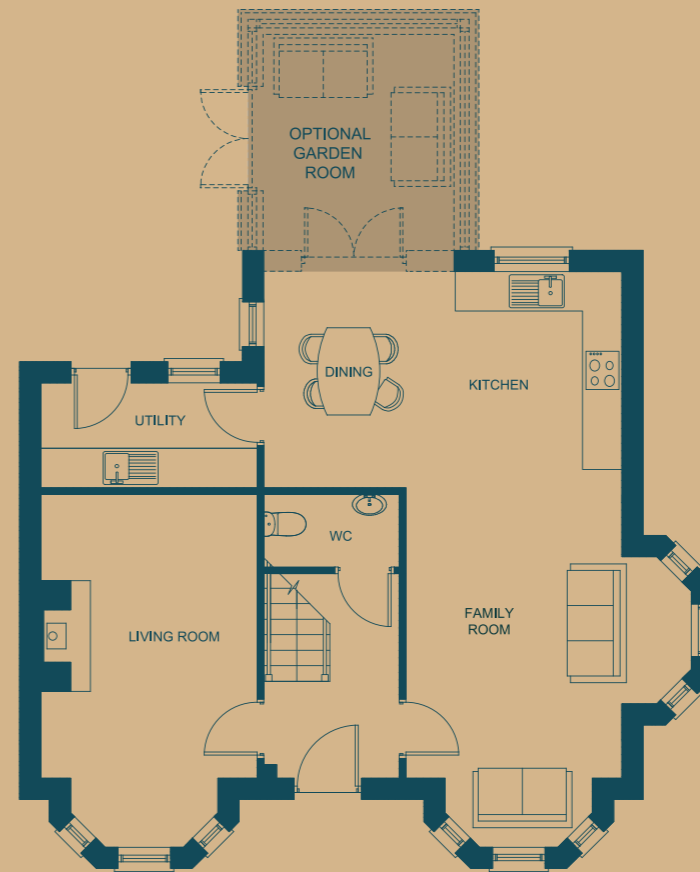 OPTIONAL
GARDEN
ROOM
DINING
KITCHEN
UTILITY
WC
LIVING ROOM
FAMILY
ROOM